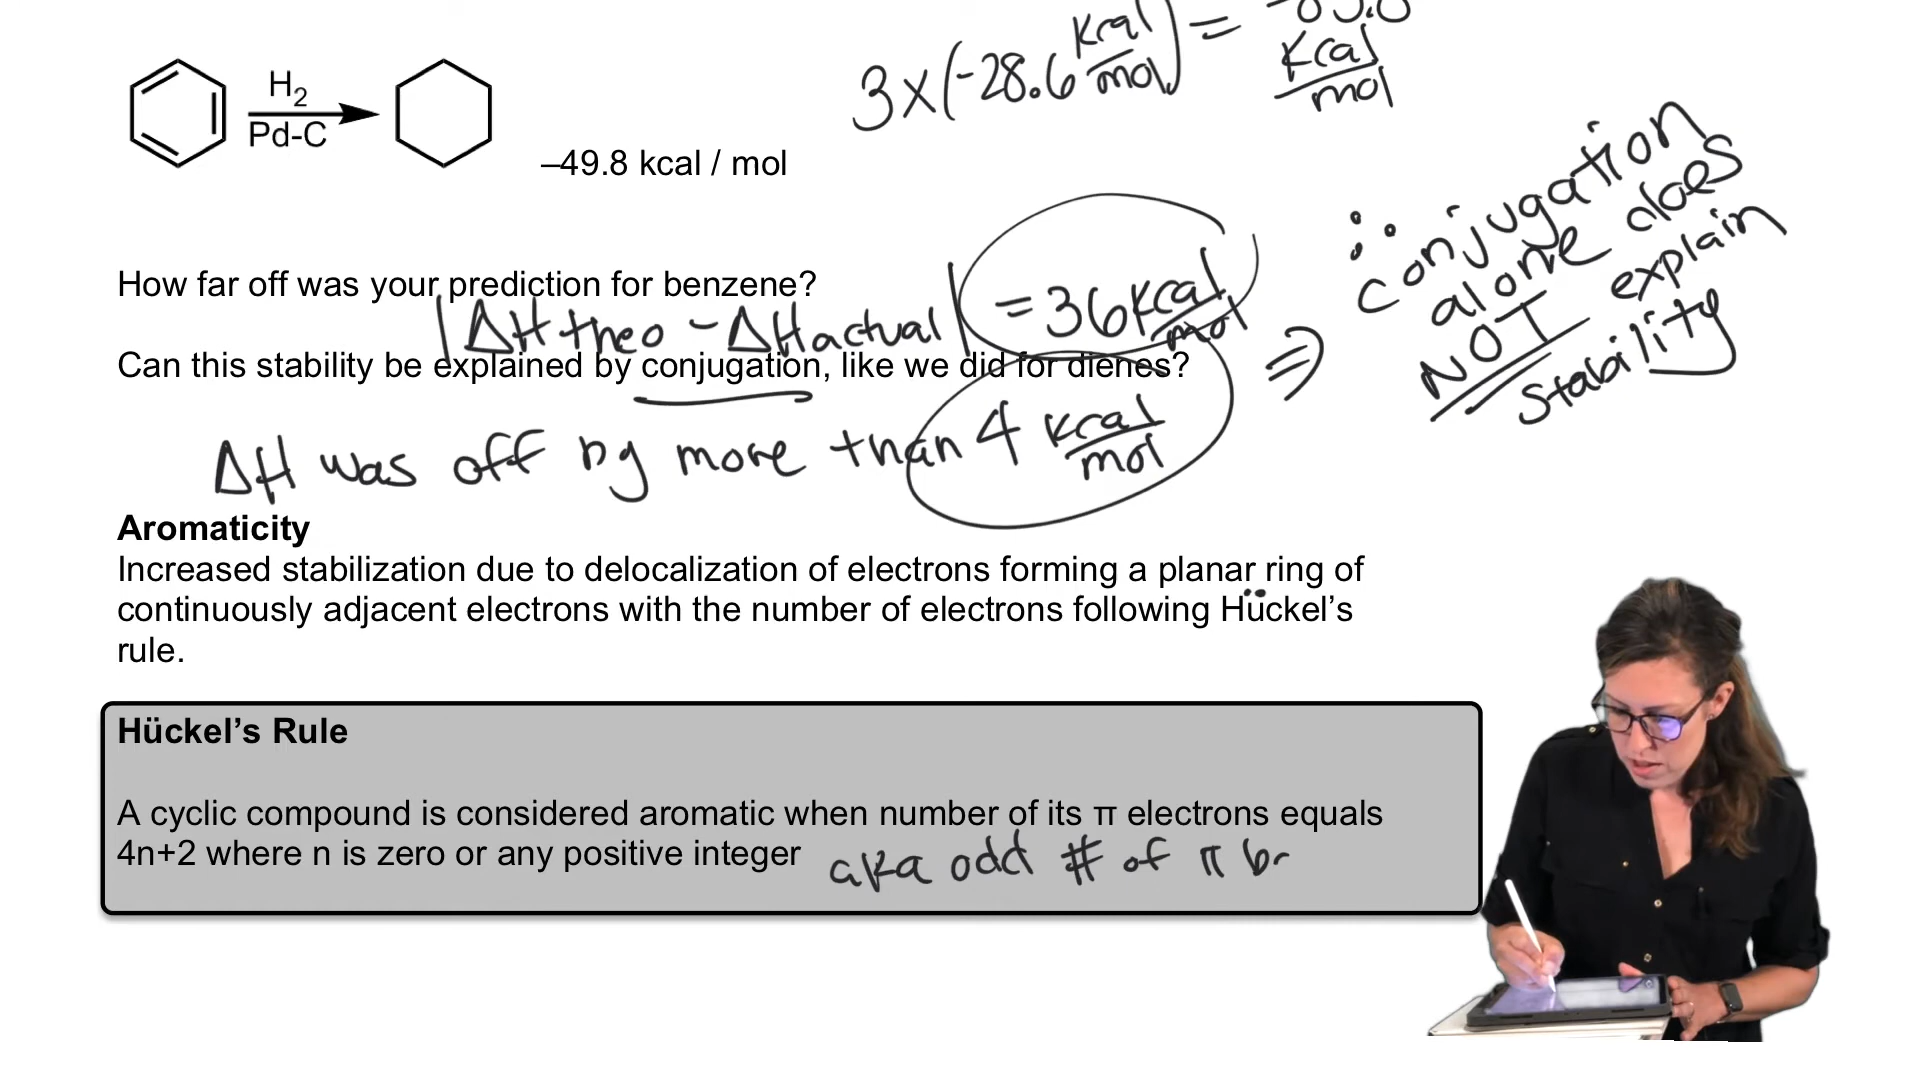 3x(-28.6 kcal/mol) =
kcal/mol
H2
Pd-C
–49.8 kcal / mol
∴ conjugation
alone does
NOT explain
stability
How far off was your prediction for benzene?
|ΔH theo - ΔH actual| = 36 kcal/mol
Can this stability be explained by conjugation, like we did for dienes? ⇒
ΔH was off by more than 4 kcal/mol
Aromaticity
Increased stabilization due to delocalization of electrons forming a planar ring of
continuously adjacent electrons with the number of electrons following Hückel’s
rule.
Hückel’s Rule
A cyclic compound is considered aromatic when number of its π electrons equals
4n+2 where n is zero or any positive integer aka odd # of π br